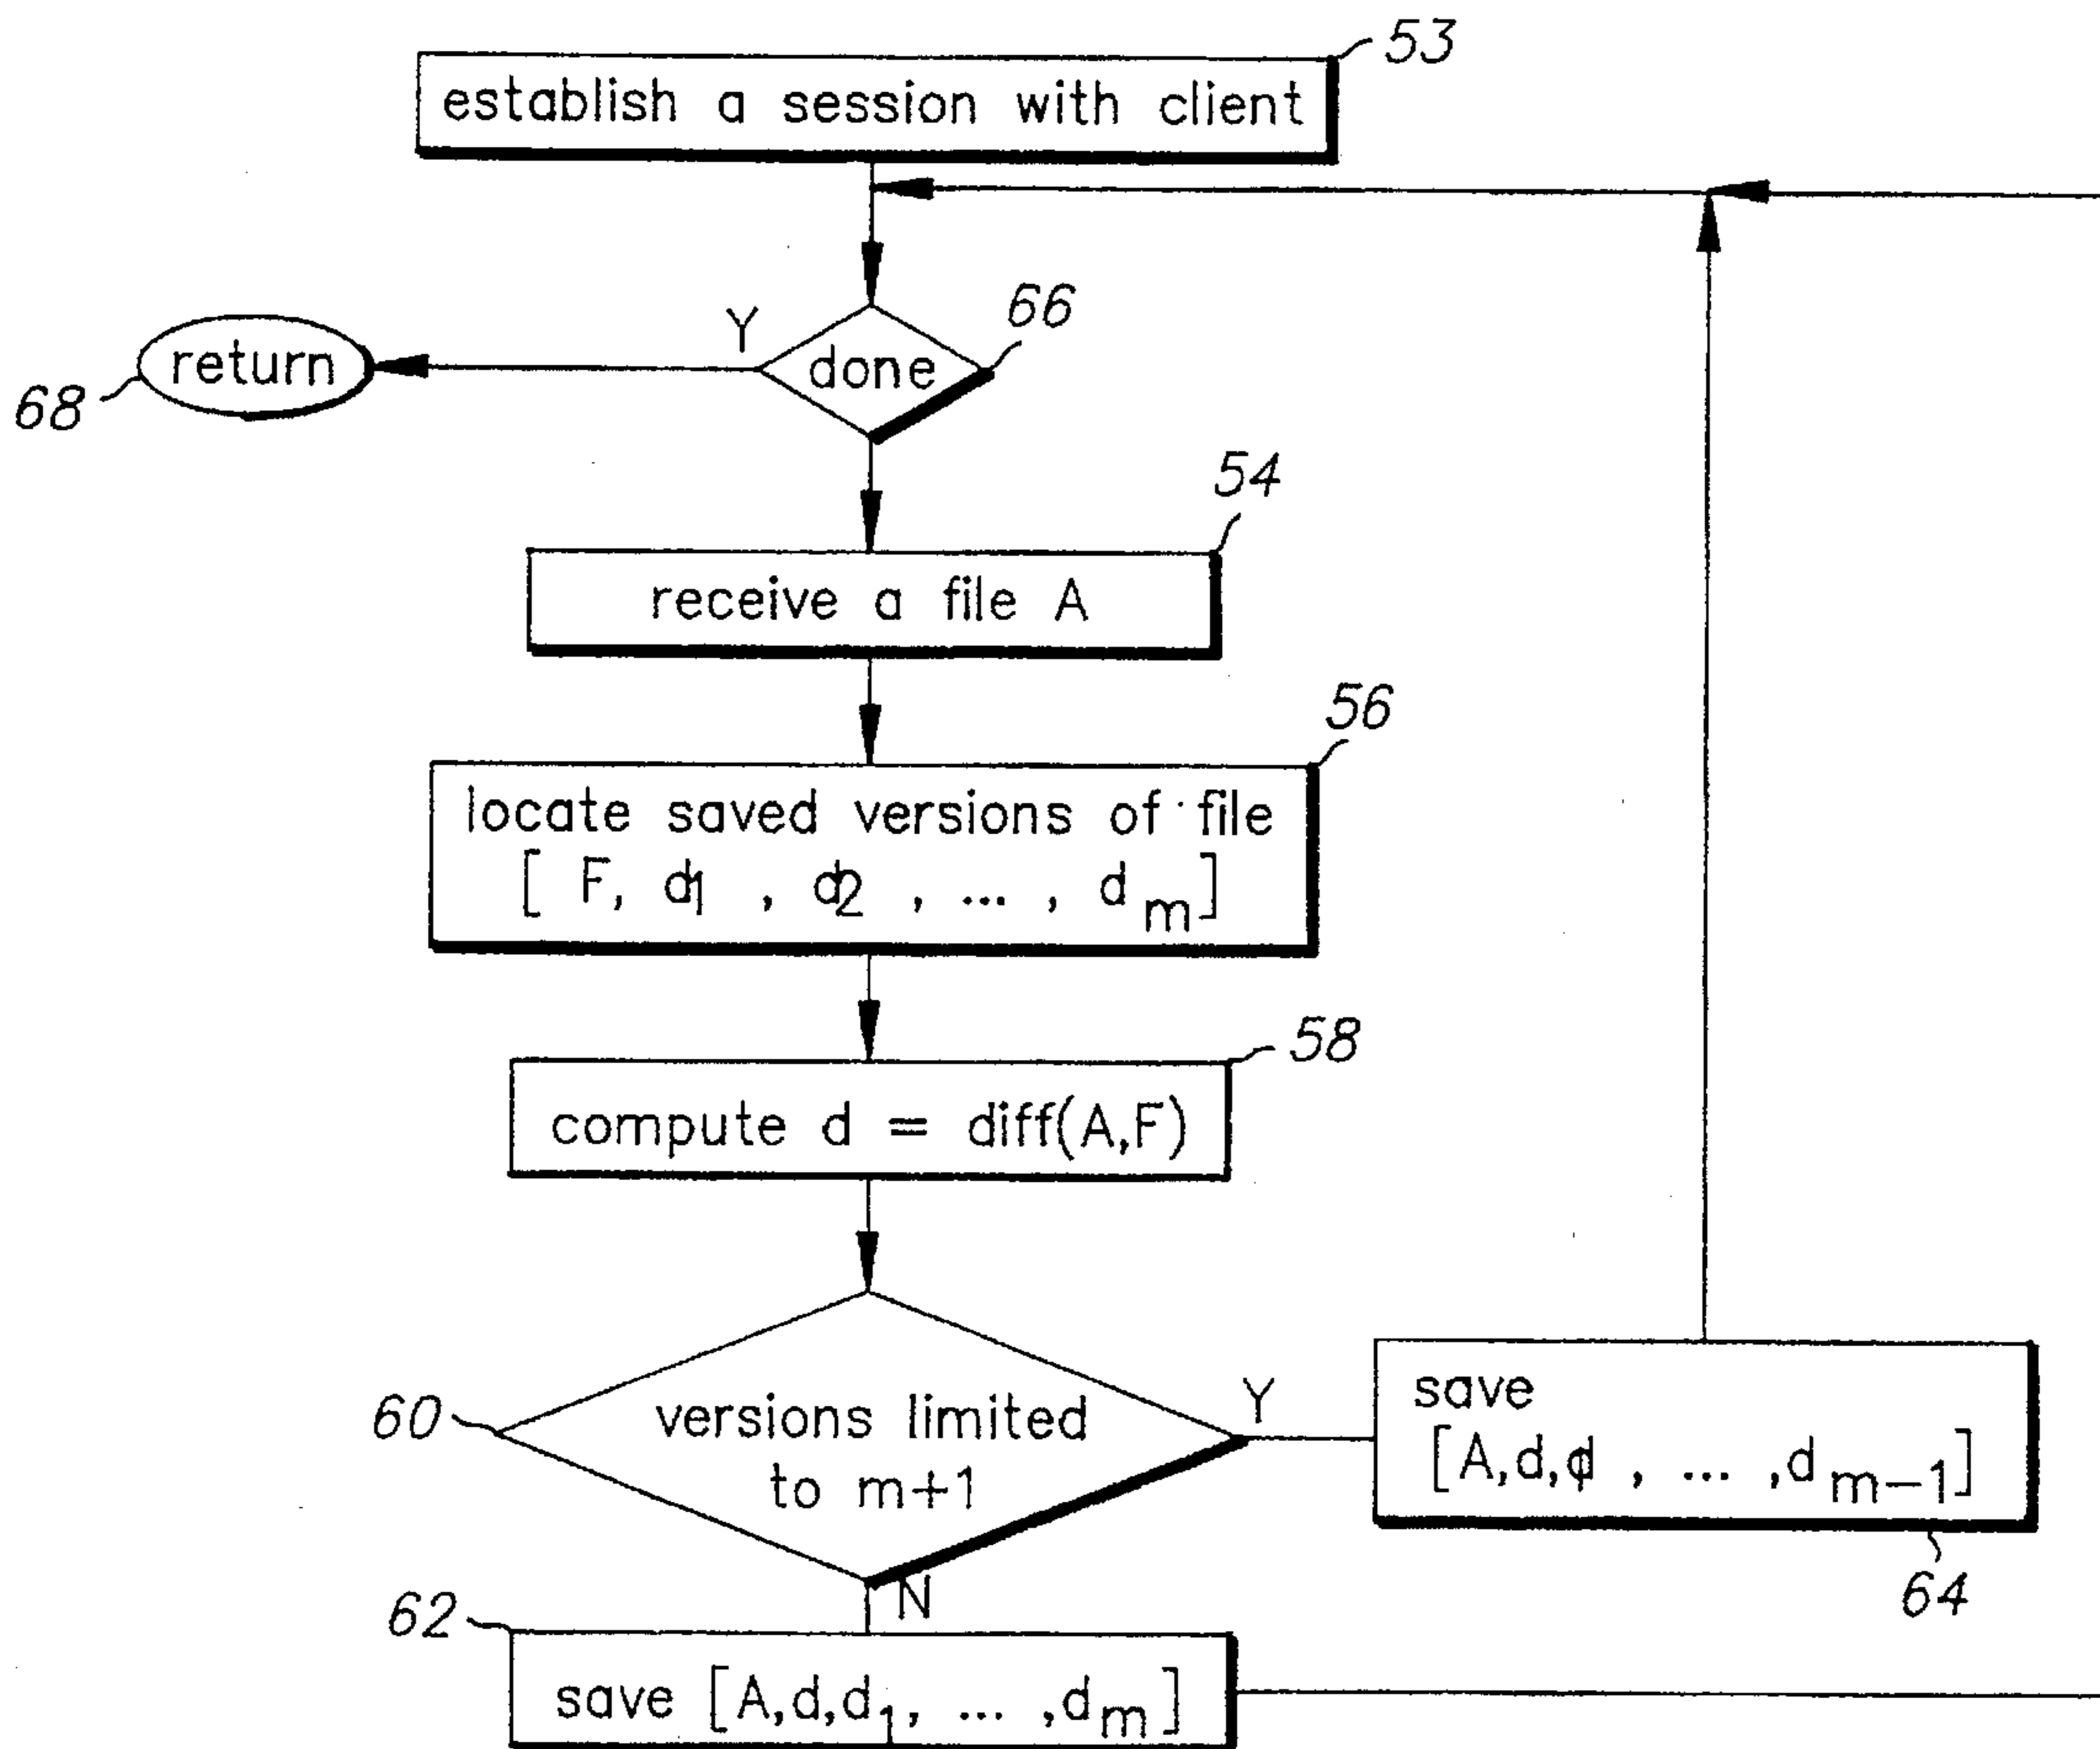 53
establish a session with client
Y
66
return
done
68
54
receive a file A
56
locate saved versions of file
[ F, d1 , d2 , ... , dm]
58
compute d = diff(A,F)
60
versions limited
to m+1
Y
save
[A,d,d1 , ... ,dm-1]
N
64
62
save [A,d,d1, ... ,dm]